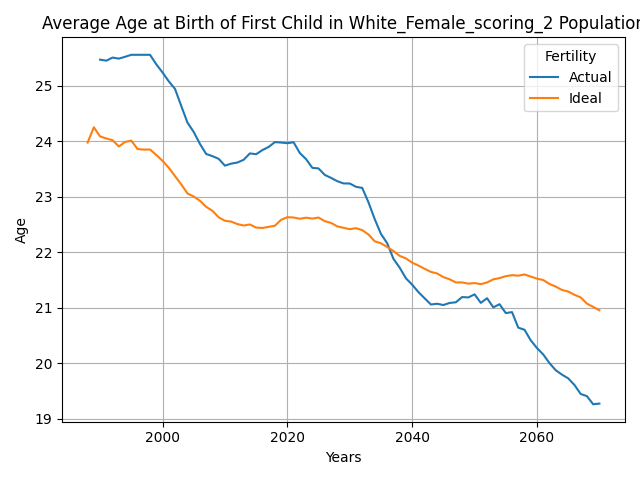 Average Age at Birth of First Child in White_Female_scoring_2 Population
Fertility
Actual
Ideal
Age
25
24
23
22
21
20
19
2000
2020
2040
2060
Years